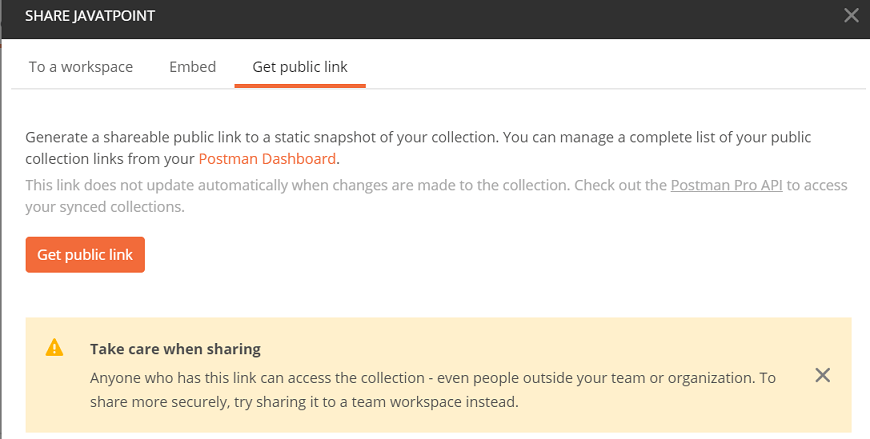 SHARE JAVATPOINT
To a workspace Embed Get public link
Generate a shareable public link to a static snapshot of your collection. You can manage a complete list of your public
collection links from your Postman Dashboard.
This link does not update automatically when changes are made to the collection. Check out the Postman Pro API to access
your synced collections.
Get public link
Take care when sharing
Anyone who has this link can access the collection - even people outside your team or organization. To
share more securely, try sharing it to a team workspace instead.